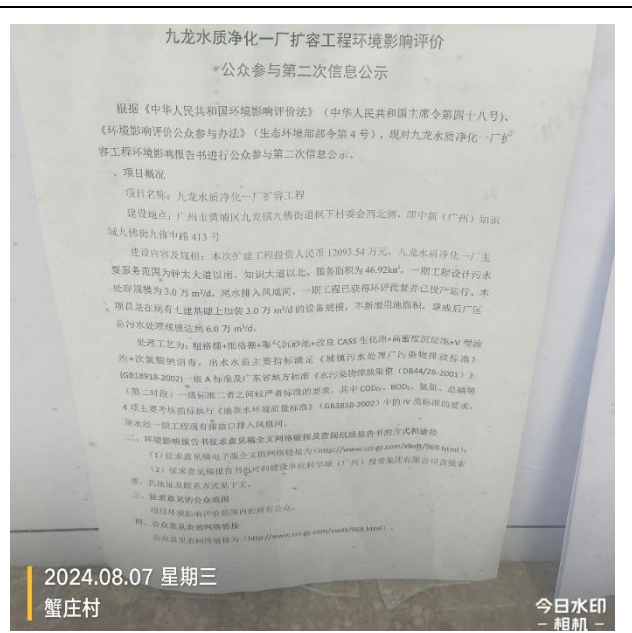 九龙水质净化一厂扩容工程环境影响评价
公众参与第二次信息公示
根据《中华人民共和国环境影响评价法》（中华人民共和国主席令第四十八号)、
《环境影响评价公众参与办法》（生态环境部部令第4号），现对九龙水质净化一厂扩
容工程环境影响报告书进行公众参与第二次信息公示。
一、项目概况
项目名称：九龙水质净化一厂扩容工程
建设地点：广州市黄埔区九龙镇九佛街道枫下村委会西北侧，即中新（广州）知识
城九佛街九佛中路413号
建设内容及规模：本次扩建工程投资人民币12093.54万元，九龙水质净化一厂主
要服务范围为钟太大道以南，知识大道以北，服务面积为46.92km²，一期工程设计污水
处理规模为3.0万m³/d，尾水排入凤凰河，一期工程已获得环评批复并已投产运行。本
项目是在现有土建基础上加装3.0万m³/d的设备规模，不新增用地面积，建成后厂区
总污水处理规模达到6.0万m³/d。
处理工艺为：粗格栅+细格栅+曝气沉砂池+改良CASS生化池+高密度沉淀池+V型滤
池+次氯酸钠消毒，出水水质主要指标满足《城镇污水处理厂污染物排放标准》
(GB18918-2002)一级A标准及广东省地方标准《水污染物排放限值（DB44/26-2001）》
（第二时段）一级标准二者之间较严者标准的要求，其中CODcr、BOD₅、氨氮、总磷等
4项主要考核指标执行《地表水环境质量标准》（GB3838-2002）中的IV类标准的要求，
尾水经一期工程现有排放口排入凤凰河。
二、环境影响报告书征求意见稿全文网络链接及查阅纸质报告书的方式和途径
（1）征求意见稿电子版全文的网络链接为(http://www.sci-gz.com/xwdt/968.html)；
（2）征求意见稿报告书也可向建设单位科学城（广州）投资集团有限公司直接索
要，其地址及联系方式见下文。
三、征求意见的公众范围
项目环境影响评价范围内的所有公众。
四、公众意见表的网络链接
公众意见表网络链接为（http://www.sci-gz.com/xwdt/968.html）。
2024.08.07 星期三
蟹庄村
今日水印
相机